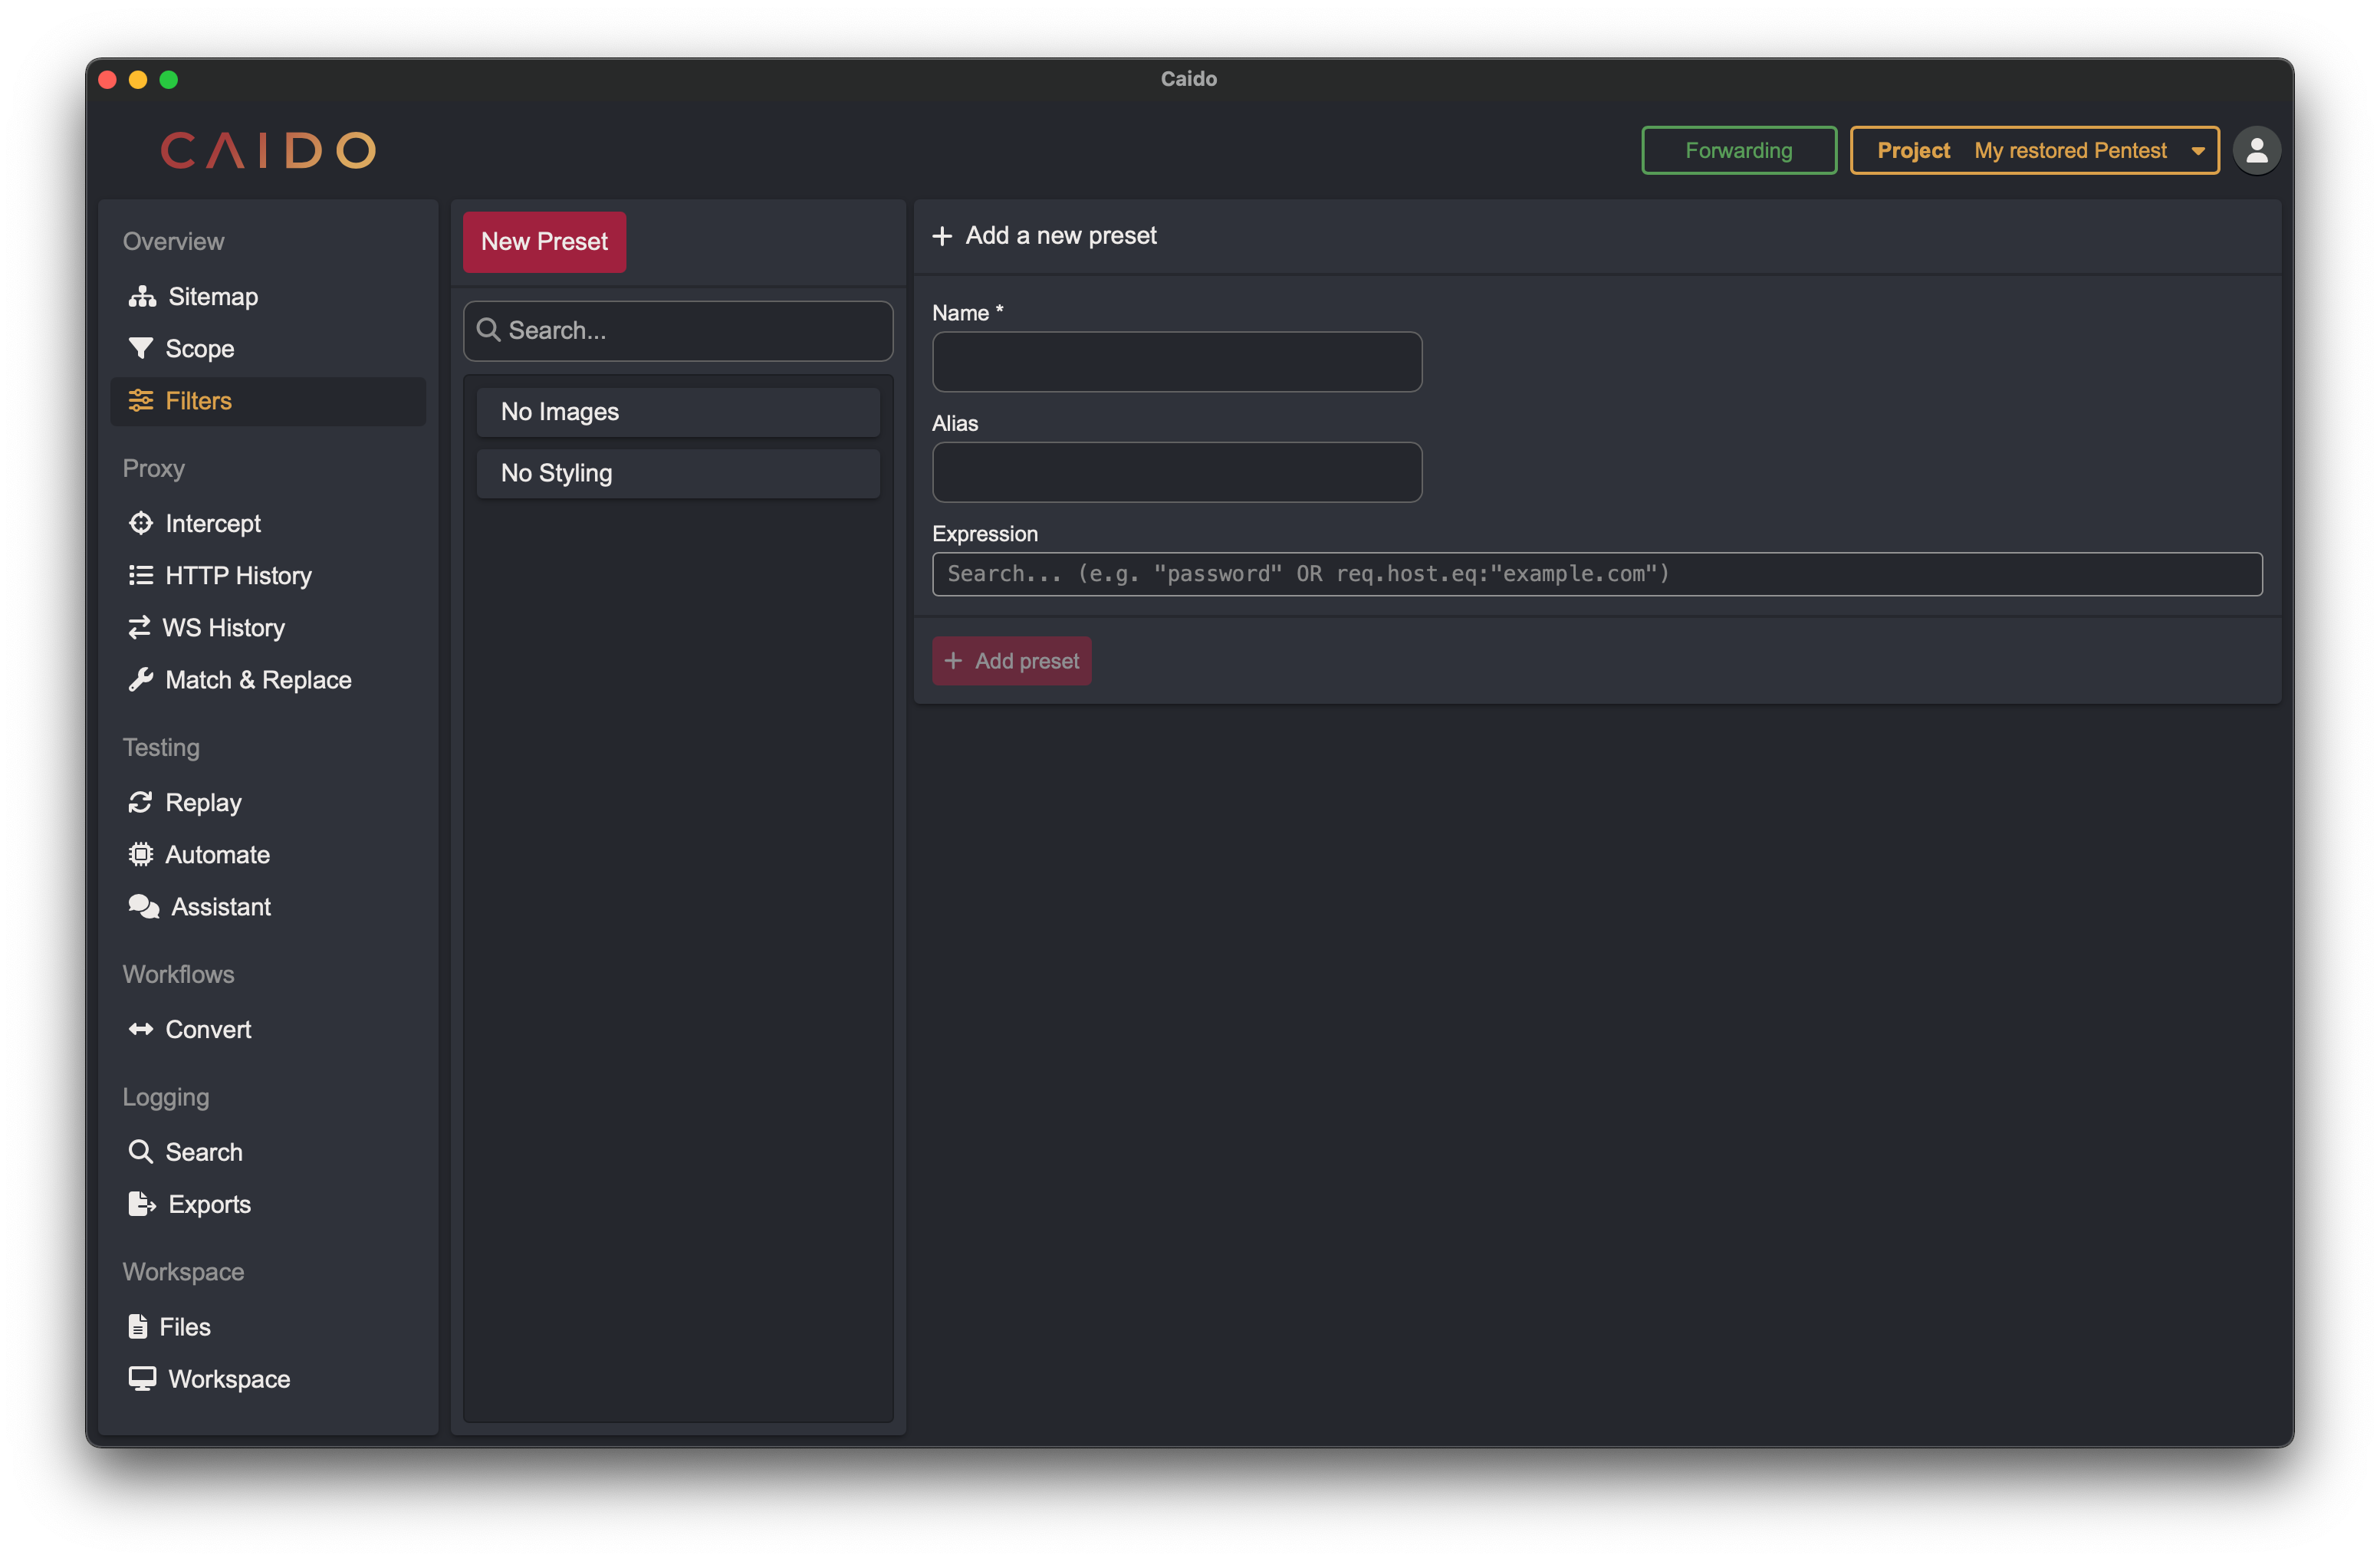 Caido
CAIDO
Forwarding
Project My restored Pentest
Overview
Sitemap
Scope
Filters
Proxy
Intercept
HTTP History
WS History
Match & Replace
Testing
Replay
Automate
Assistant
Workflows
Convert
Logging
Search
Exports
Workspace
Files
Workspace
New Preset
Search...
No Images
No Styling
Add a new preset
Name *
Alias
Expression
Search... (e.g. "password" OR req.host.eq:"example.com")
Add preset